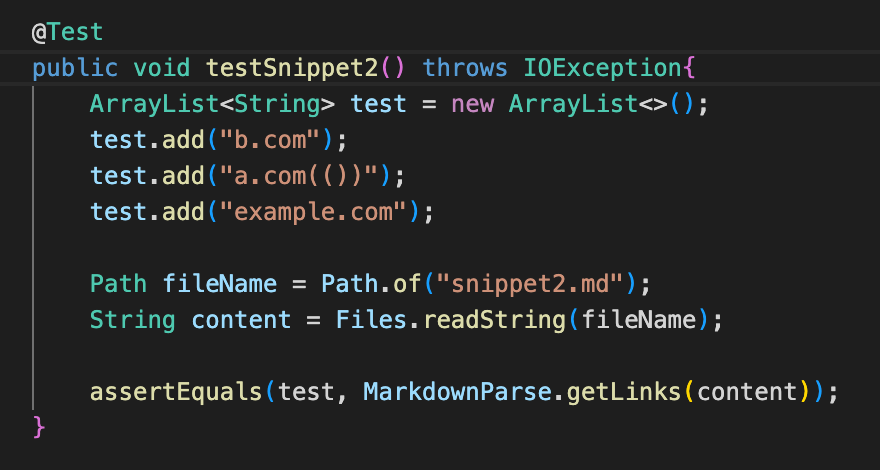 @Test
public void testSnippet2() throws IOException{
    ArrayList<String> test = new ArrayList<>();
    test.add("b.com");
    test.add("a.com(())");
    test.add("example.com");

    Path fileName = Path.of("snippet2.md");
    String content = Files.readString(fileName);

    assertEquals(test, MarkdownParse.getLinks(content));
}